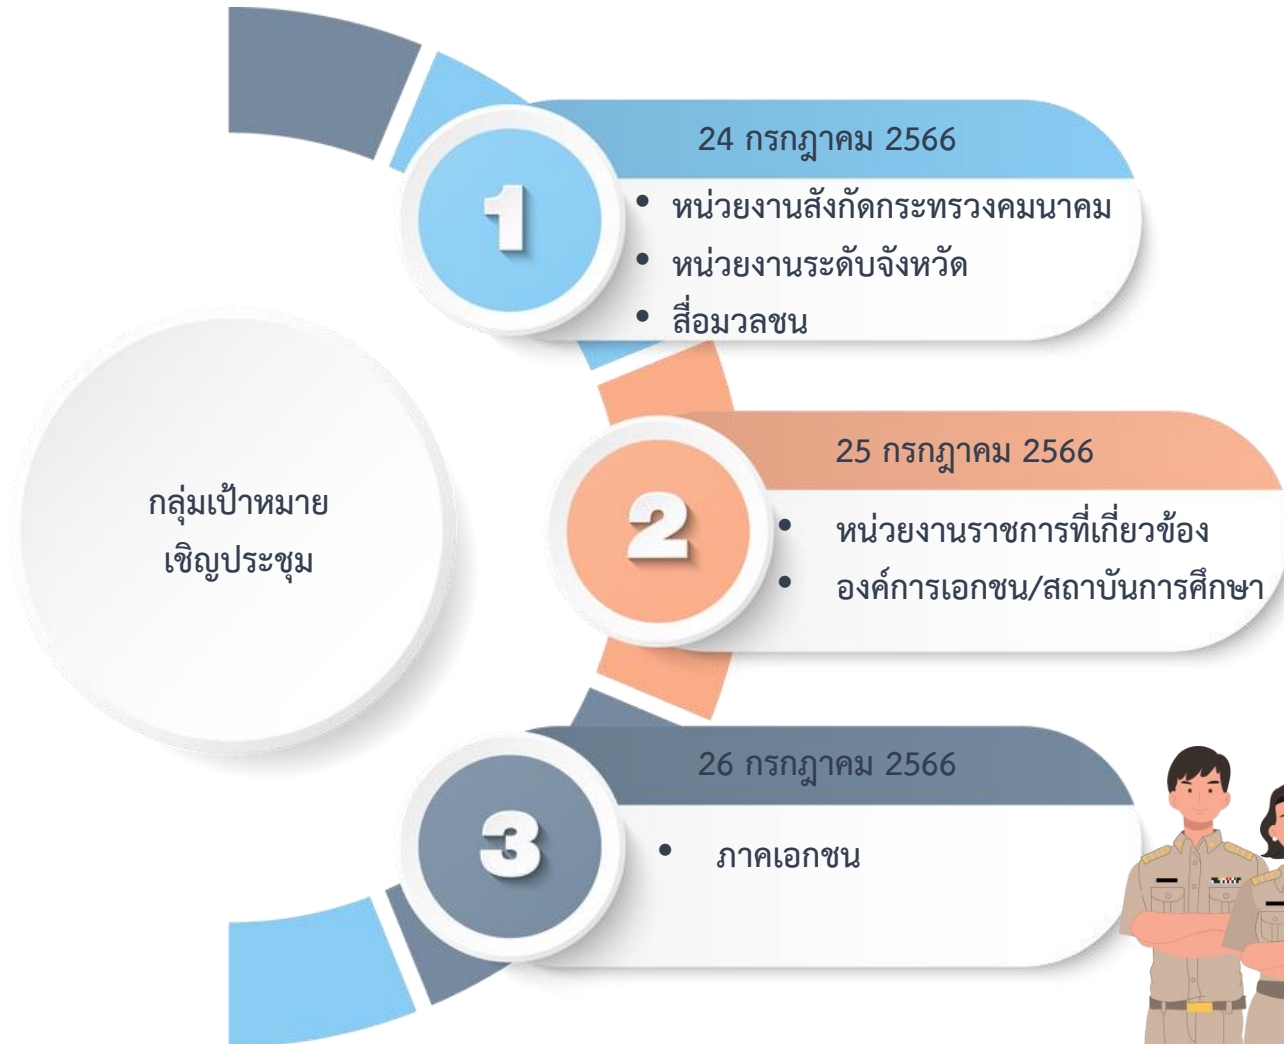 กลุ่มเป้าหมาย
เชิญประชุม
1
24 กรกฎาคม 2566
• หน่วยงานสังกัดกระทรวงคมนาคม
• หน่วยงานระดับจังหวัด
• สื่อมวลชน
2
25 กรกฎาคม 2566
• หน่วยงานราชการที่เกี่ยวข้อง
• องค์การเอกชน/สถาบันการศึกษา
3
26 กรกฎาคม 2566
• ภาคเอกชน